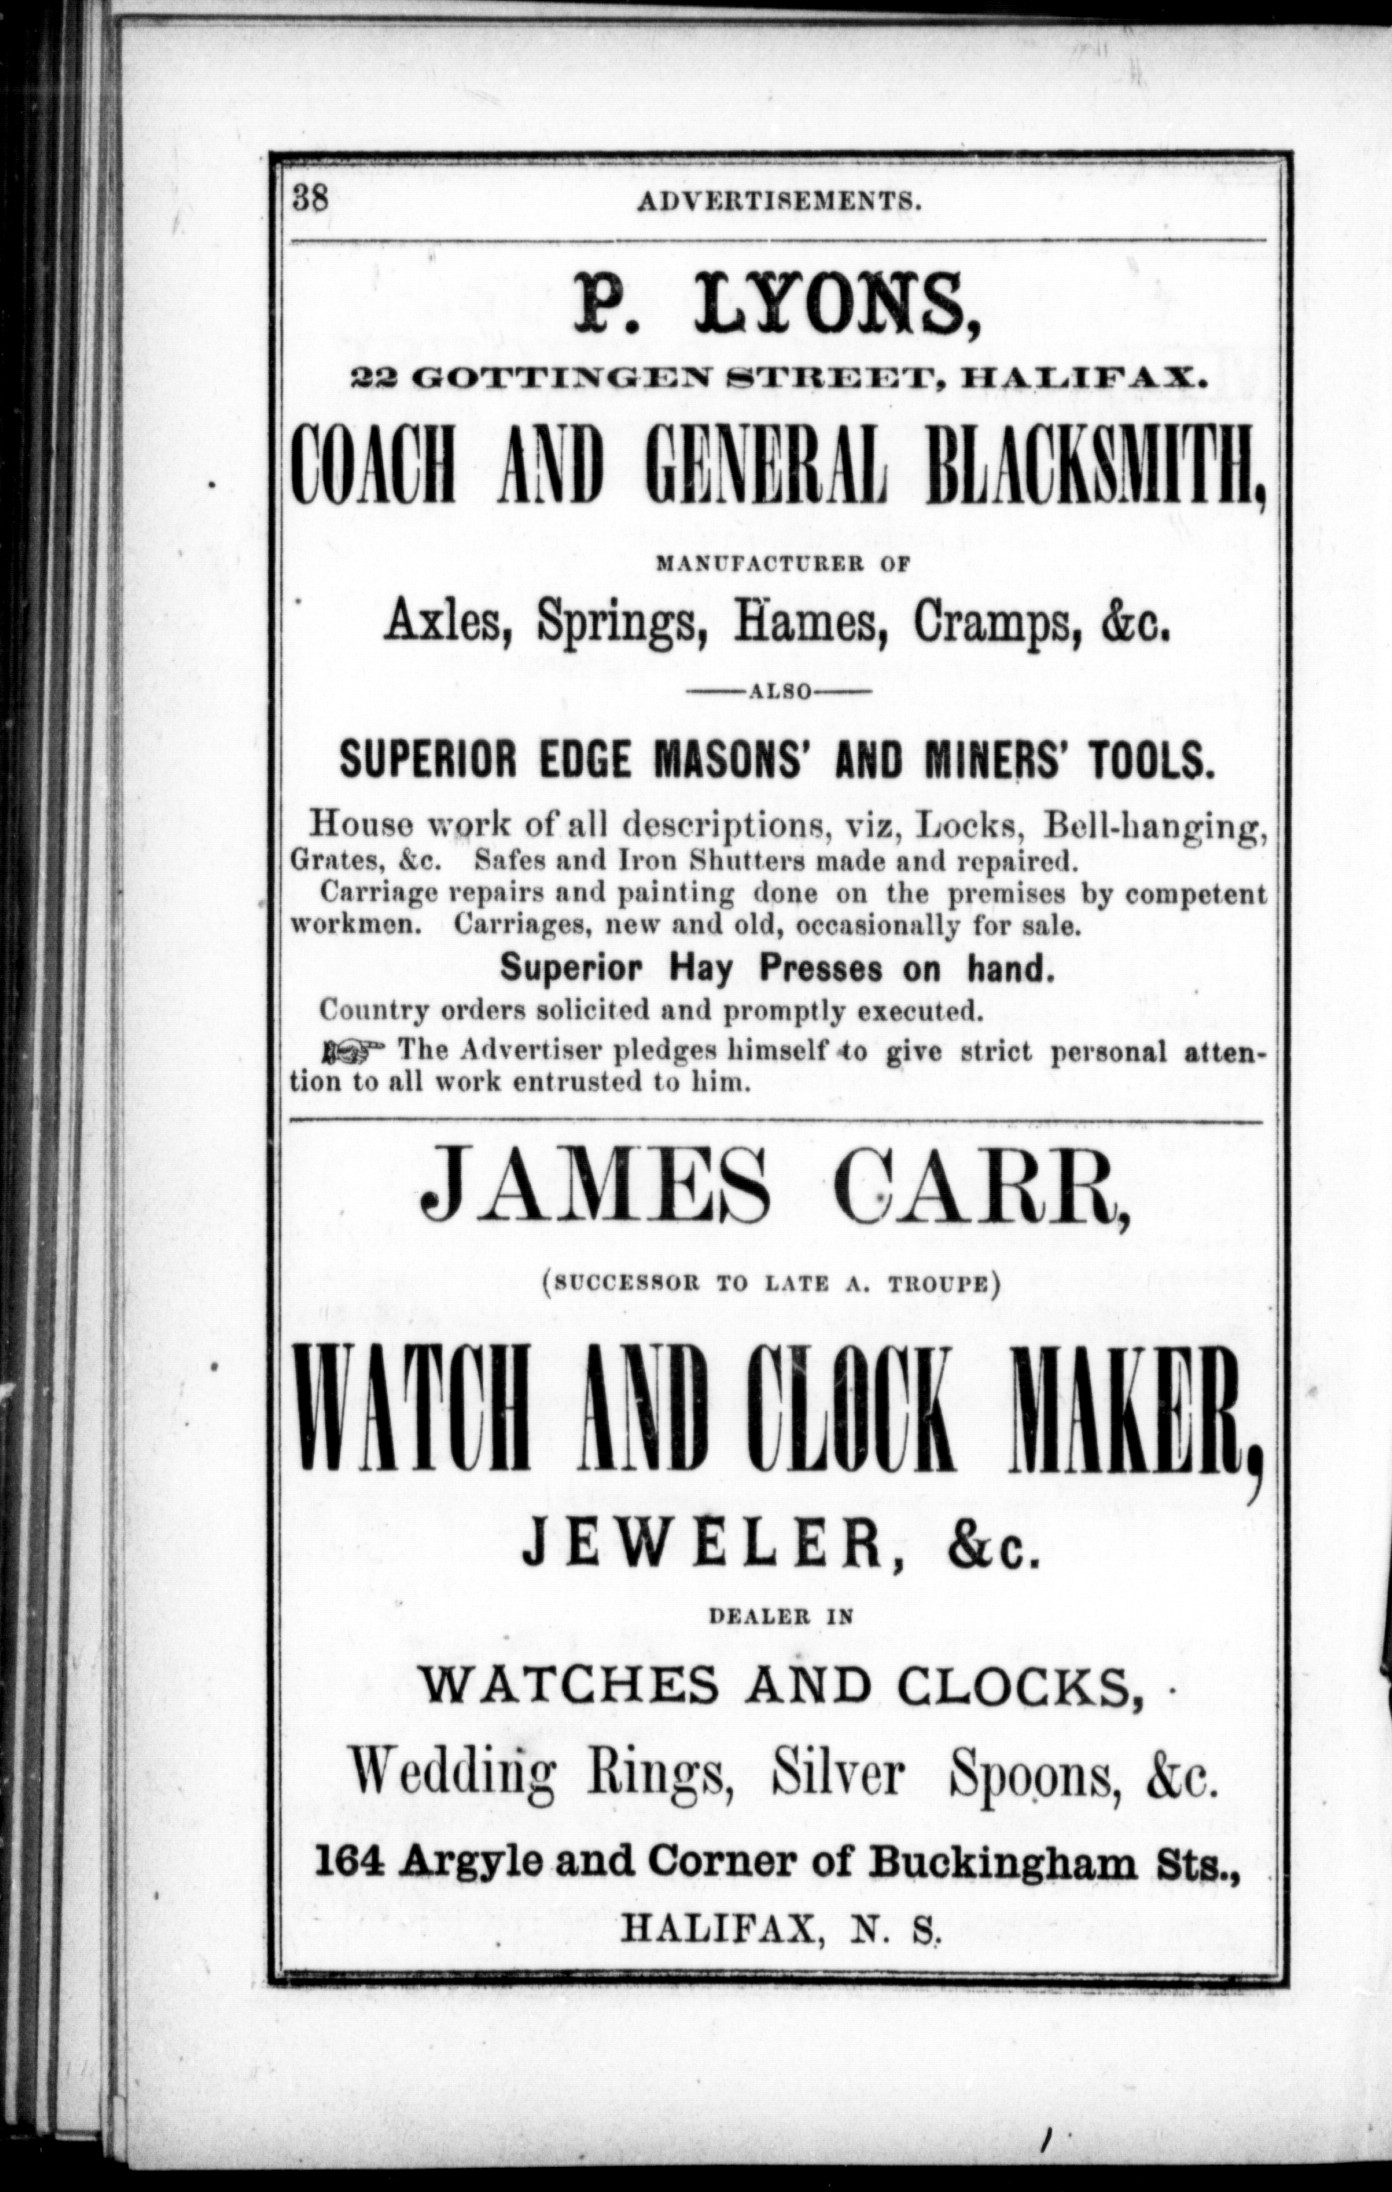 38 ADVERTISEMENTS.
P. LYONS,
22 GOTTINGEN STREET, HALIFAX.
COACH AND GENERAL BLACKSMITH,
MANUFACTURER OF
Axles, Springs, Hames, Cramps, &c.
——ALSO——
SUPERIOR EDGE MASONS' AND MINERS' TOOLS.
House work of all descriptions, viz, Locks, Bell-hanging,
Grates, &c. Safes and Iron Shutters made and repaired.
Carriage repairs and painting done on the premises by competent
workmen. Carriages, new and old, occasionally for sale.
Superior Hay Presses on hand.
Country orders solicited and promptly executed.
☞ The Advertiser pledges himself to give strict personal atten-
tion to all work entrusted to him.
JAMES CARR,
(SUCCESSOR TO LATE A. TROUPE)
WATCH AND CLOCK MAKER,
JEWELER, &c.
DEALER IN
WATCHES AND CLOCKS,
Wedding Rings, Silver Spoons, &c.
164 Argyle and Corner of Buckingham Sts.,
HALIFAX, N. S.